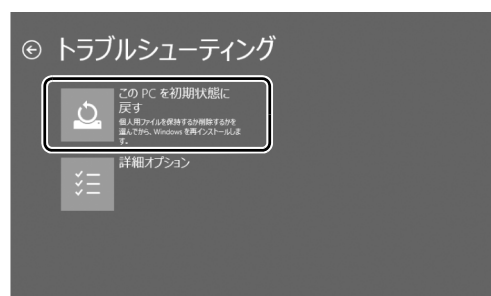 トラブルシューティング
この PC を初期状態に
戻す
個人用ファイルを保持するか削除するかを
選んでから、Windows を再インストールしま
す。
詳細オプション